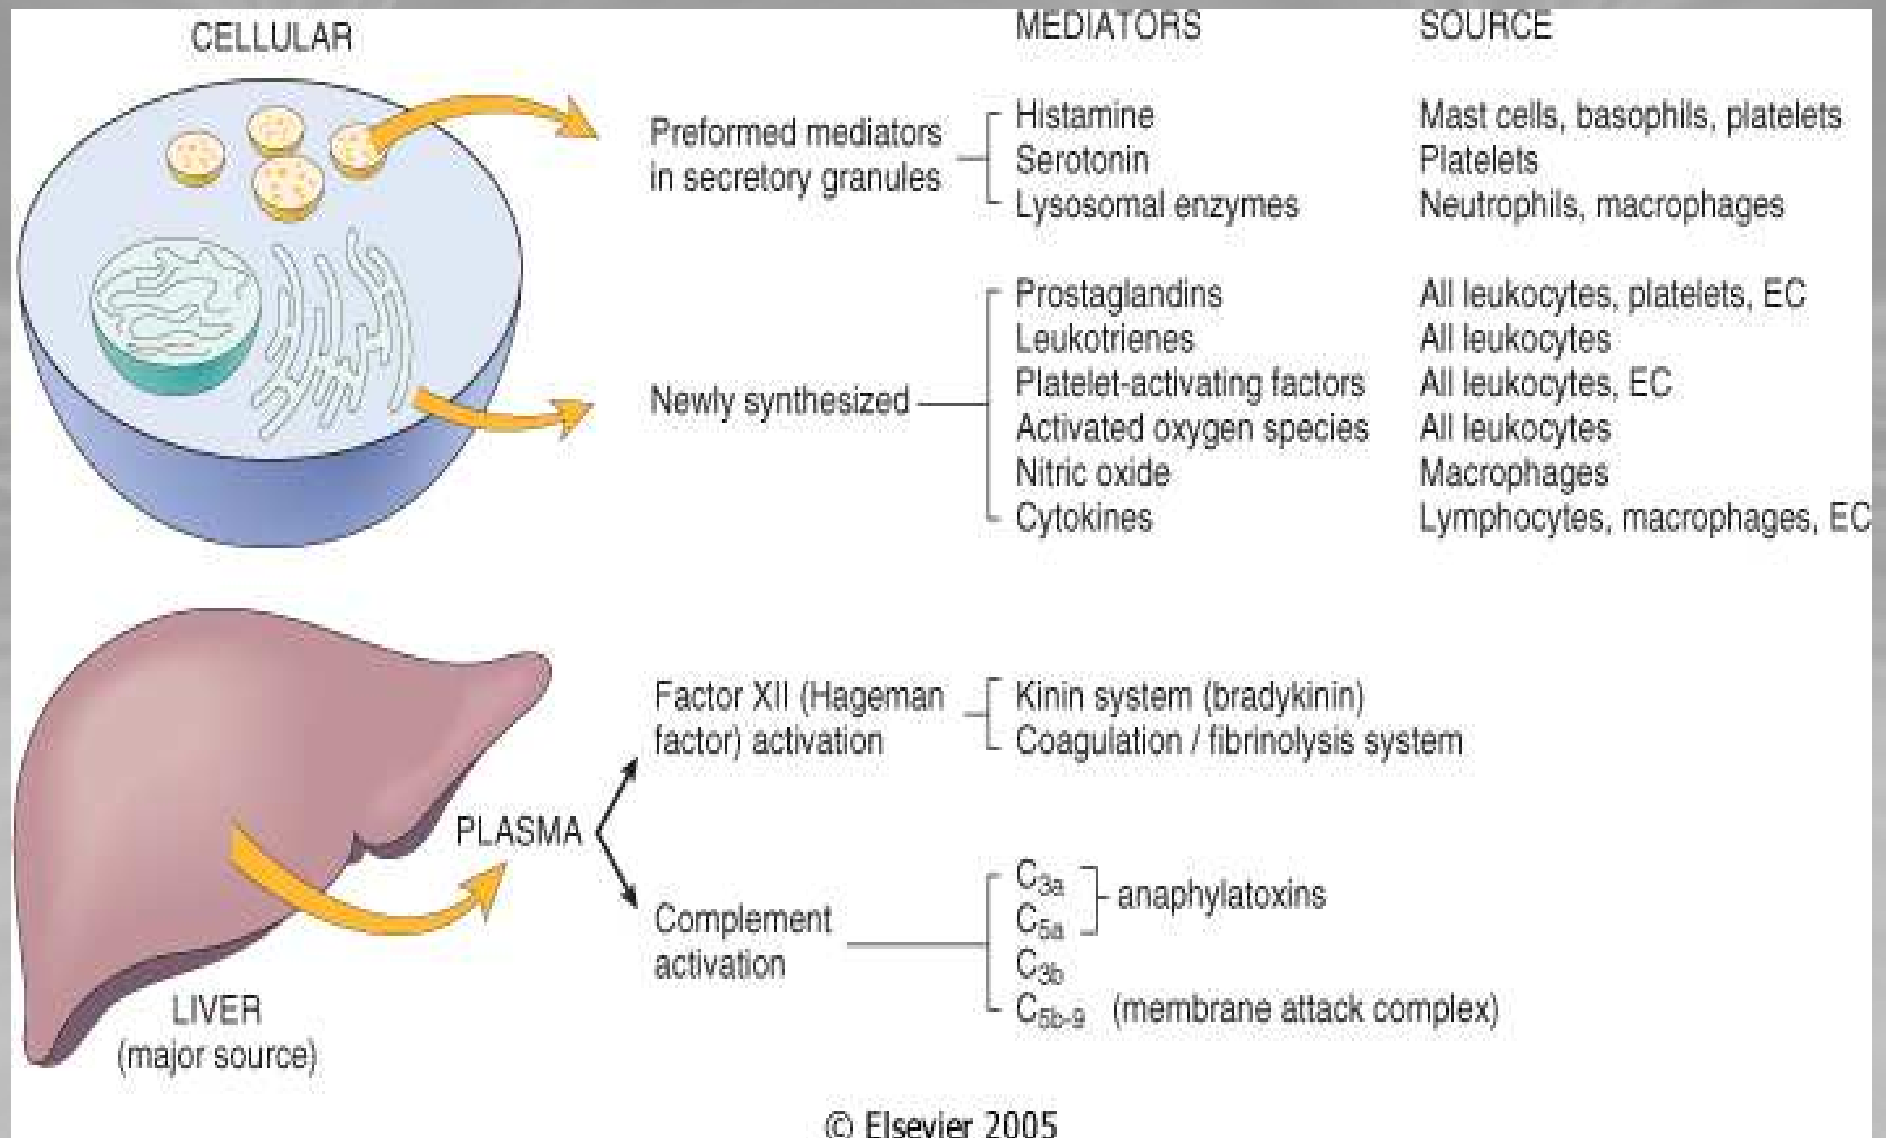 CELLULAR
MEDIATORS
SOURCE
Preformed mediators
in secretory granules
Histamine
Mast cells, basophils, platelets
Serotonin
Platelets
Lysosomal enzymes
Neutrophils, macrophages
Newly synthesized
Prostaglandins
All leukocytes, platelets, EC
Leukotrienes
All leukocytes
Platelet-activating factors
All leukocytes, EC
Activated oxygen species
All leukocytes
Nitric oxide
Macrophages
Cytokines
Lymphocytes, macrophages, EC
LIVER
(major source)
PLASMA
Factor XII (Hageman
factor) activation
Kinin system (bradykinin)
Coagulation / fibrinolysis system
Complement
activation
C3a
C5a
anaphylatoxins
C3b
C5b-9 (membrane attack complex)
© Elsevier 2005